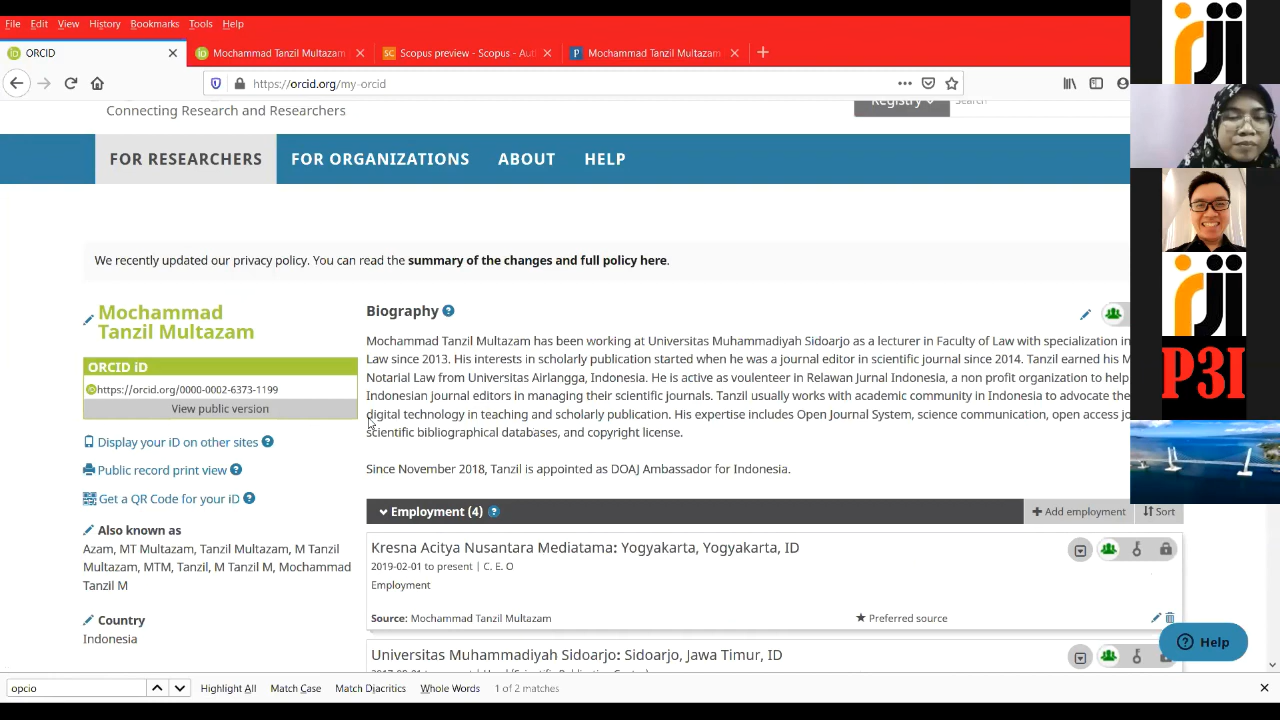 File Edit View History Bookmarks Tools Help
ORCID
Mochammad Tanzil Multazam
Scopus preview - Scopus - Aut
Mochammad Tanzil Multazam
https://orcid.org/my-orcid
Connecting Research and Researchers
Registry
Search
FOR RESEARCHERS FOR ORGANIZATIONS ABOUT HELP
We recently updated our privacy policy. You can read the summary of the changes and full policy here.
Mochammad
Tanzil Multazam
ORCID iD
https://orcid.org/0000-0002-6373-1199
View public version
Display your iD on other sites
Public record print view
Get a QR Code for your iD
Also known as
Azam, MT Multazam, Tanzil Multazam, M Tanzil
Multazam, MTM, Tanzil, M Tanzil M, Mochammad
Tanzil M
Country
Indonesia
Biography
Mochammad Tanzil Multazam has been working at Universitas Muhammadiyah Sidoarjo as a lecturer in Faculty of Law with specialization in
Law since 2013. His interests in scholarly publication started when he was a journal editor in scientific journal since 2014. Tanzil earned his M
Notarial Law from Universitas Airlangga, Indonesia. He is active as voulenteer in Relawan Jurnal Indonesia, a non profit organization to help
Indonesian journal editors in managing their scientific journals. Tanzil usually works with academic community in Indonesia to advocate the
digital technology in teaching and scholarly publication. His expertise includes Open Journal System, science communication, open access jo
scientific bibliographical databases, and copyright license.
Since November 2018, Tanzil is appointed as DOAJ Ambassador for Indonesia.
Employment (4)
Add employment
Sort
Kresna Acitya Nusantara Mediatama: Yogyakarta, Yogyakarta, ID
2019-02-01 to present | C. E. O
Employment
Source: Mochammad Tanzil Multazam
Preferred source
Universitas Muhammadiyah Sidoarjo: Sidoarjo, Jawa Timur, ID
Help
opcio
Highlight All Match Case Match Diacritics Whole Words 1 of 2 matches
rji
rji
P3I